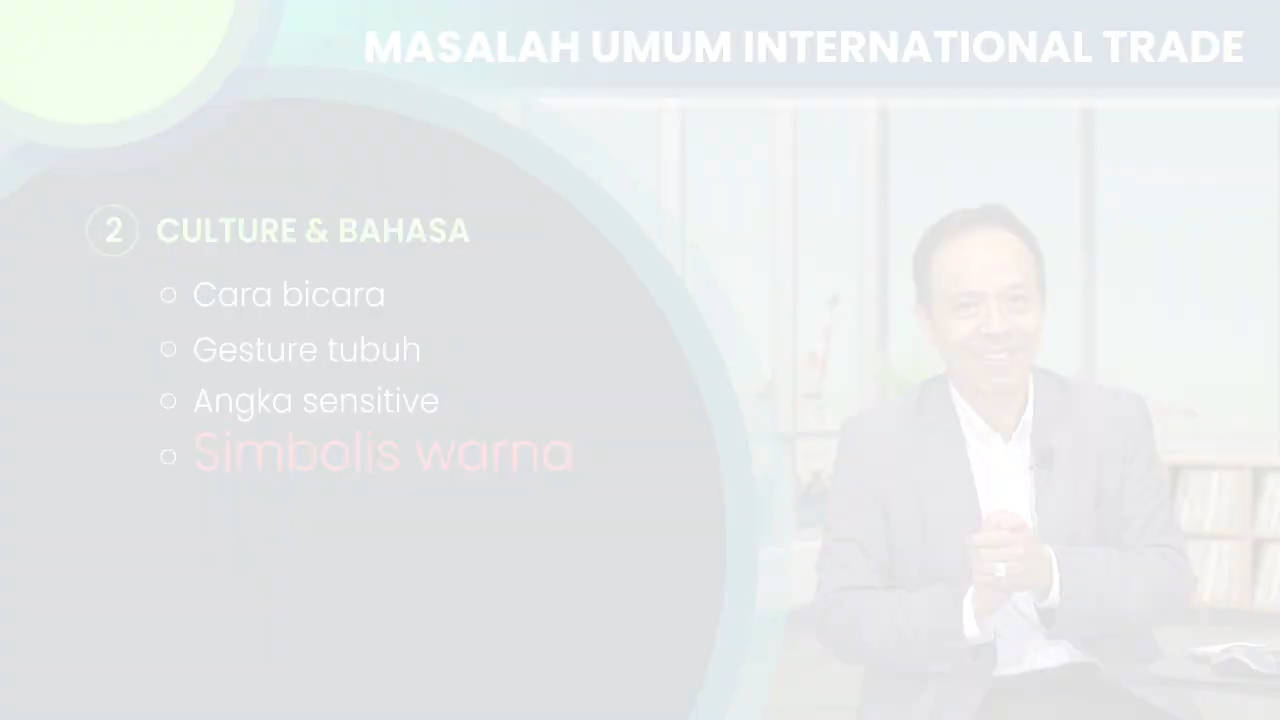 MASALAH UMUM INTERNATIONAL TRADE
2 CULTURE & BAHASA
Cara bicara
Gesture tubuh
Angka sensitive
Simbolis warna